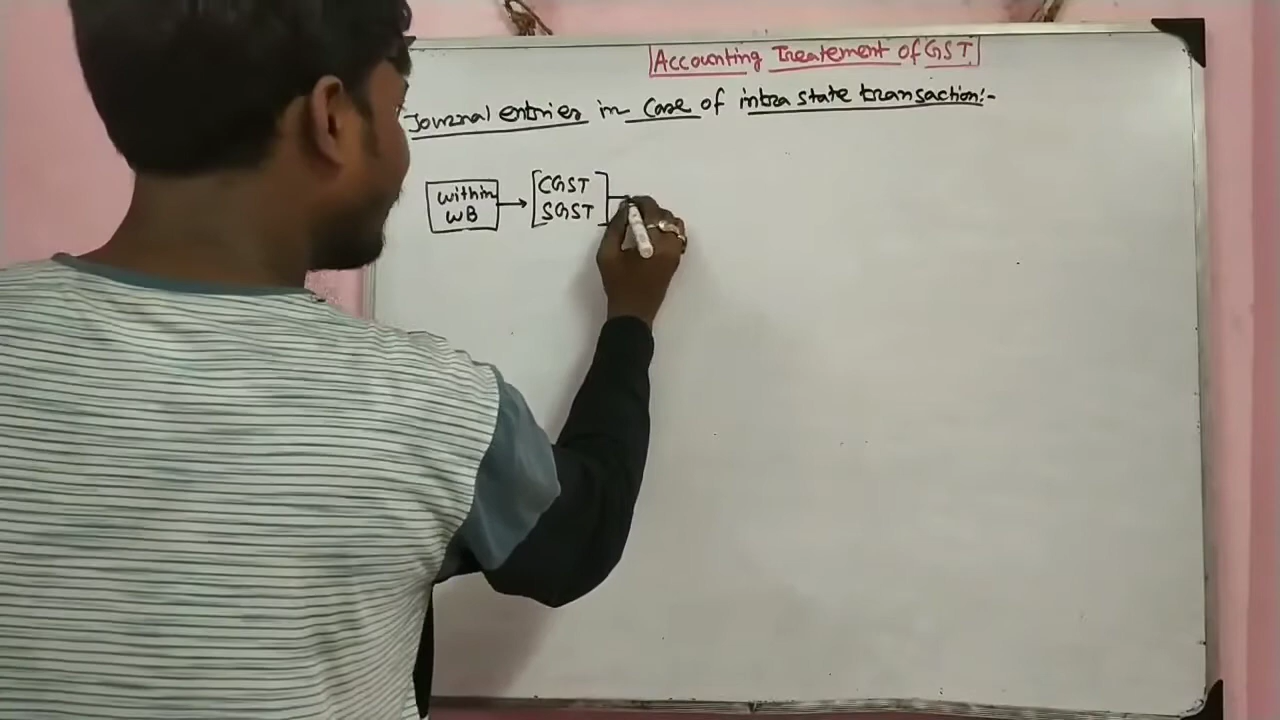 Accounting Treatement of GST
Journal entries in Case of intra state transaction:-
within
WB
CGST
SGST